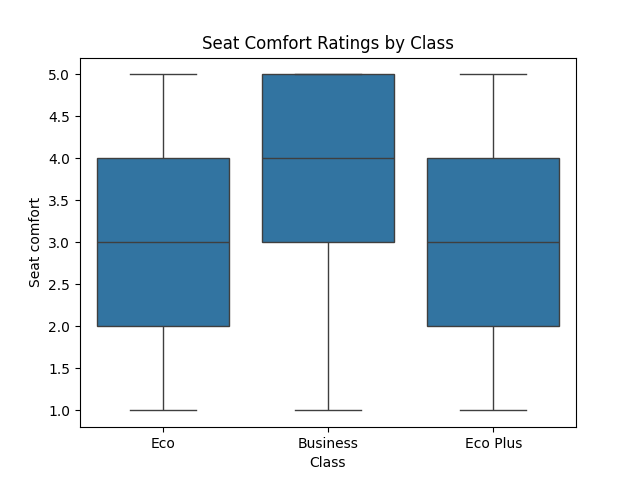 Seat Comfort Ratings by Class
Seat comfort
5.0
4.5
4.0
3.5
3.0
2.5
2.0
1.5
1.0
Eco
Business
Eco Plus
Class